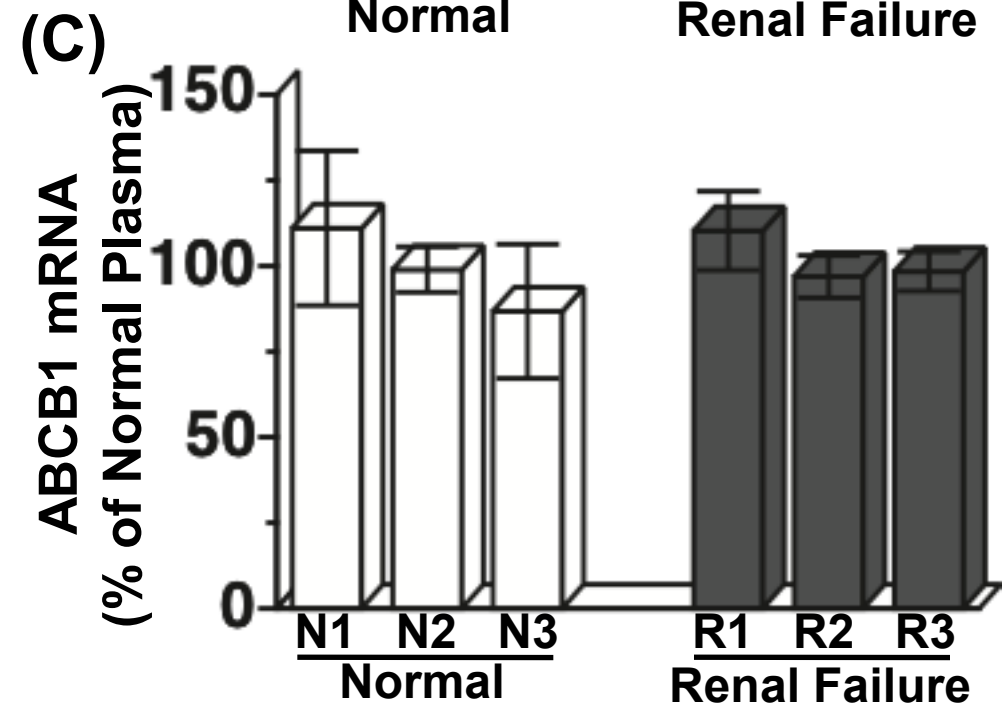 Normal Renal Failure
(C)
ABCB1 mRNA
(% of Normal Plasma)
150
100
50
0
N1 N2 N3 R1 R2 R3
Normal Renal Failure